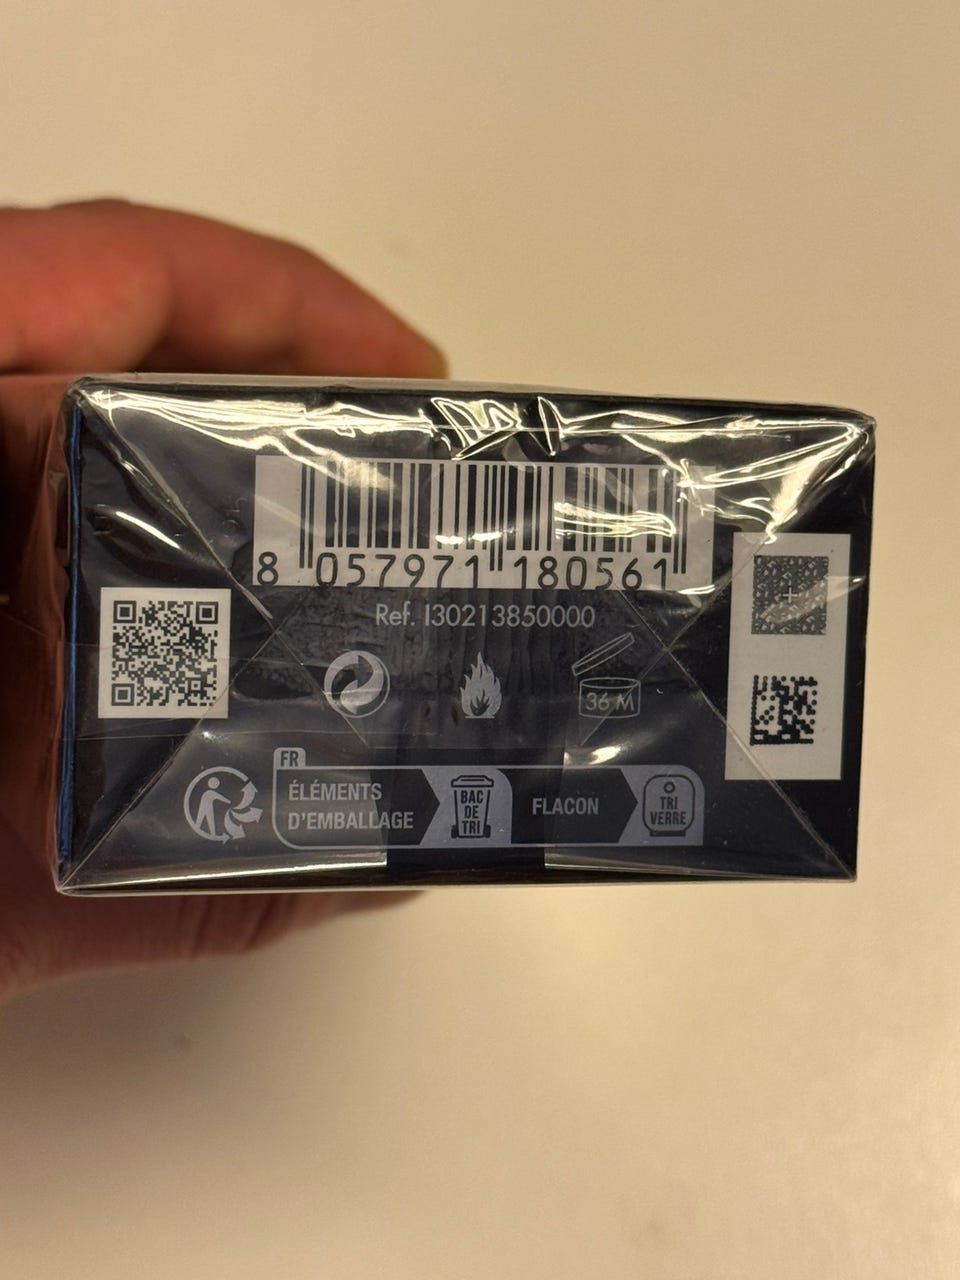 8 057971 180561
Ref. I30213850000
36 M
FR
ÉLÉMENTS
D'EMBALLAGE
BAC
DE
TRI
FLACON
TRI
VERRE